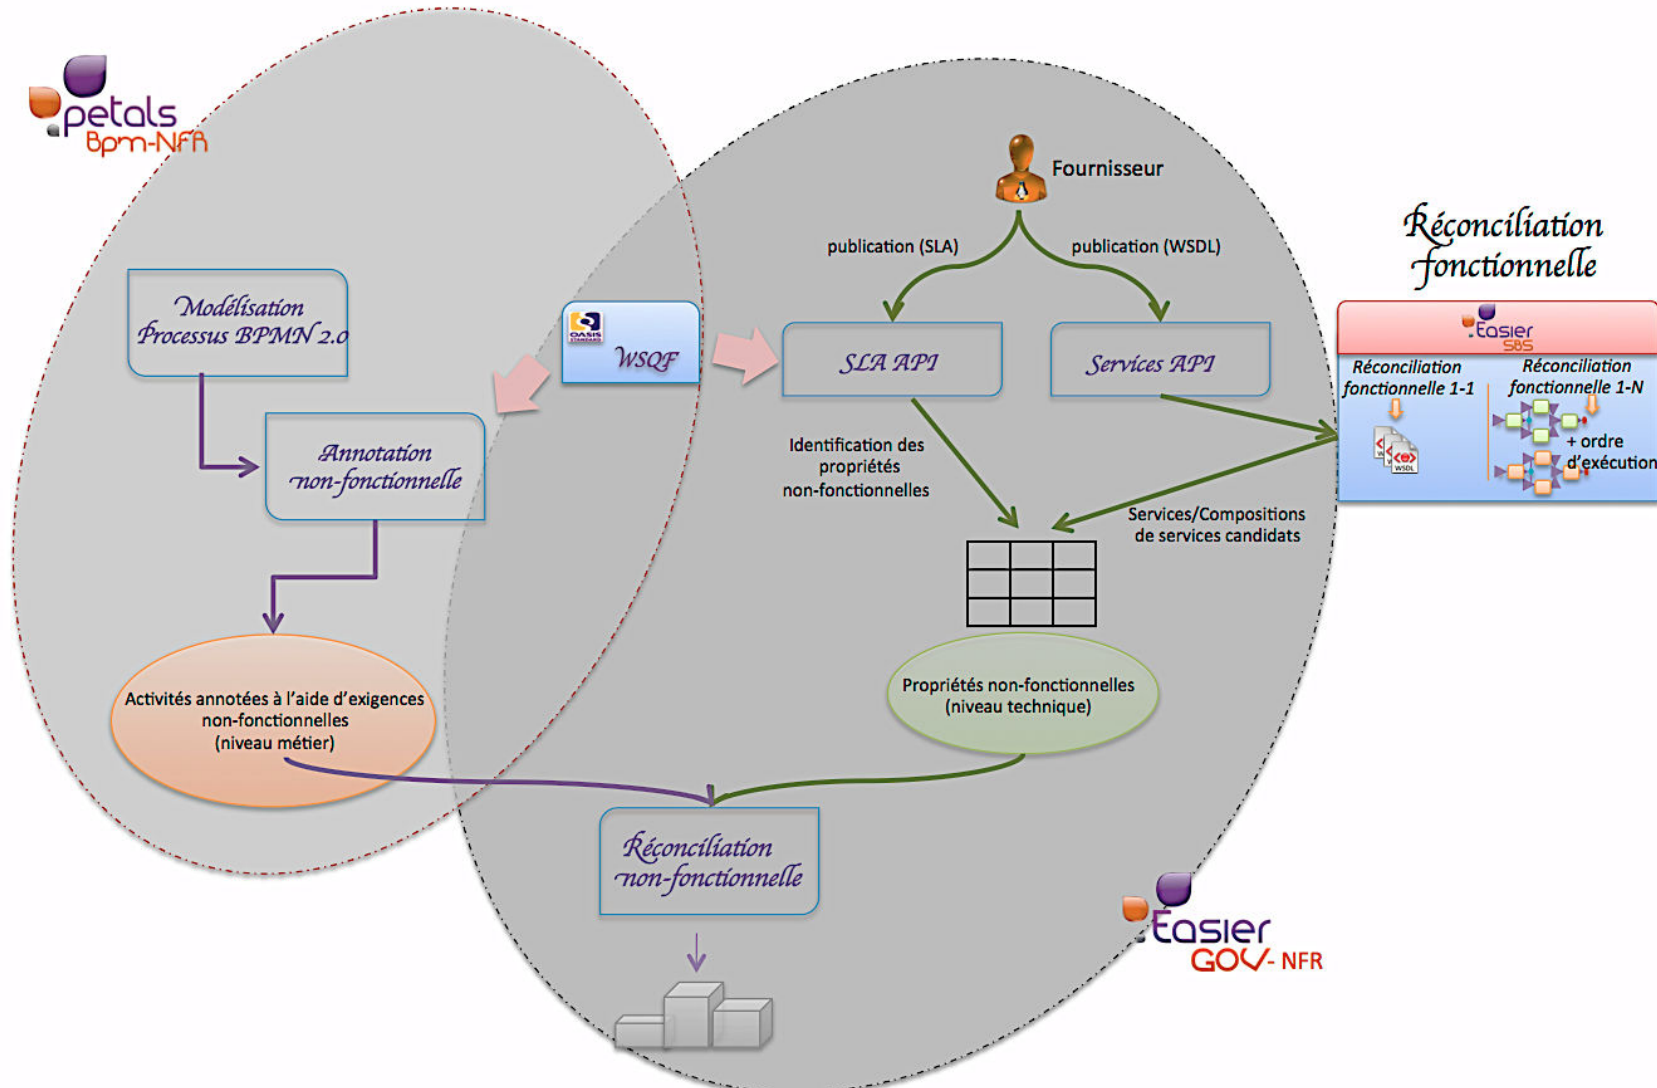 petals
Bpm-NFR
Fournisseur
publication (SLA)
publication (WSDL)
Réconciliation
fonctionnelle
Modélisation
Processus BPMN 2.0
OASIS
STANDARD
WSQF
SLA API
Services API
Easier
SBS
Réconciliation
fonctionnelle 1-1
Réconciliation
fonctionnelle 1-N
+ ordre
d'exécution
WSDL
Annotation
non-fonctionnelle
Identification des
propriétés
non-fonctionnelles
Services/Compositions
de services candidats
Activités annotées à l'aide d'exigences
non-fonctionnelles
(niveau métier)
Propriétés non-fonctionnelles
(niveau technique)
Réconciliation
non-fonctionnelle
Easier
GOV- NFR